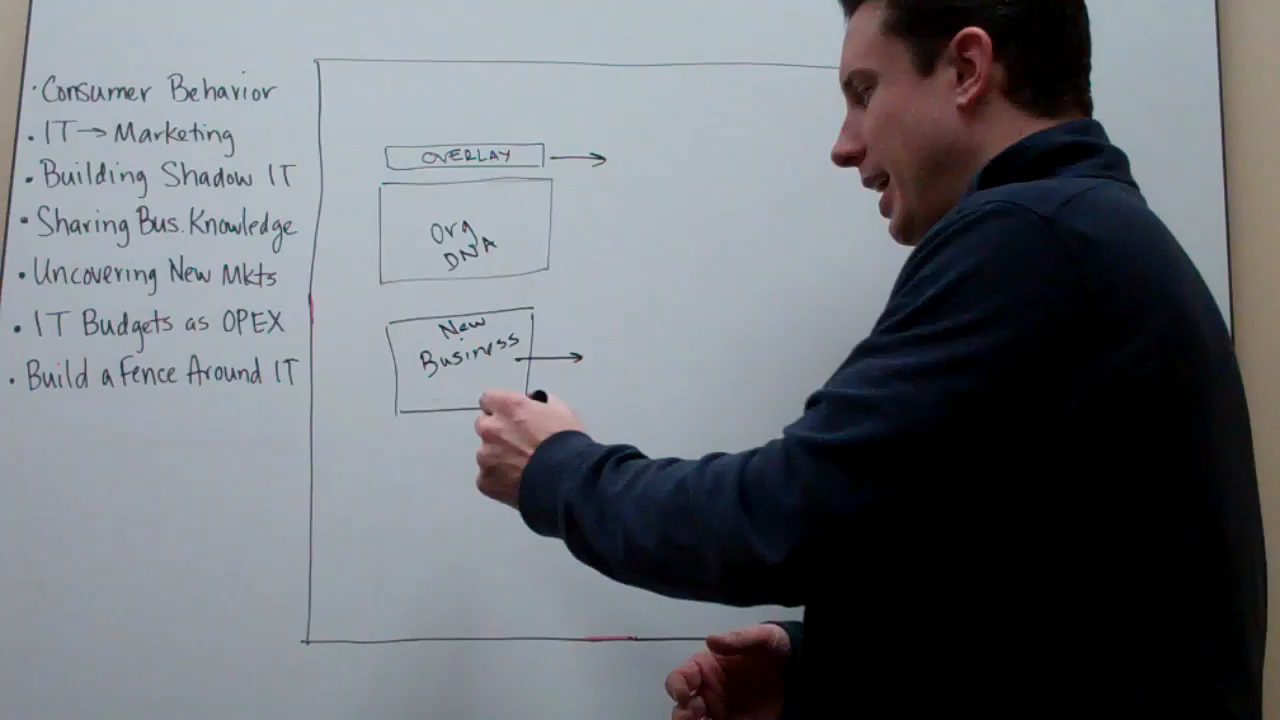 · Consumer Behavior
· IT → Marketing
· Building Shadow IT
· Sharing Bus. Knowledge
· Uncovering New Mkts
· IT Budgets as OPEX
· Build a Fence Around IT
OVERLAY
Org
DNA
New
Business